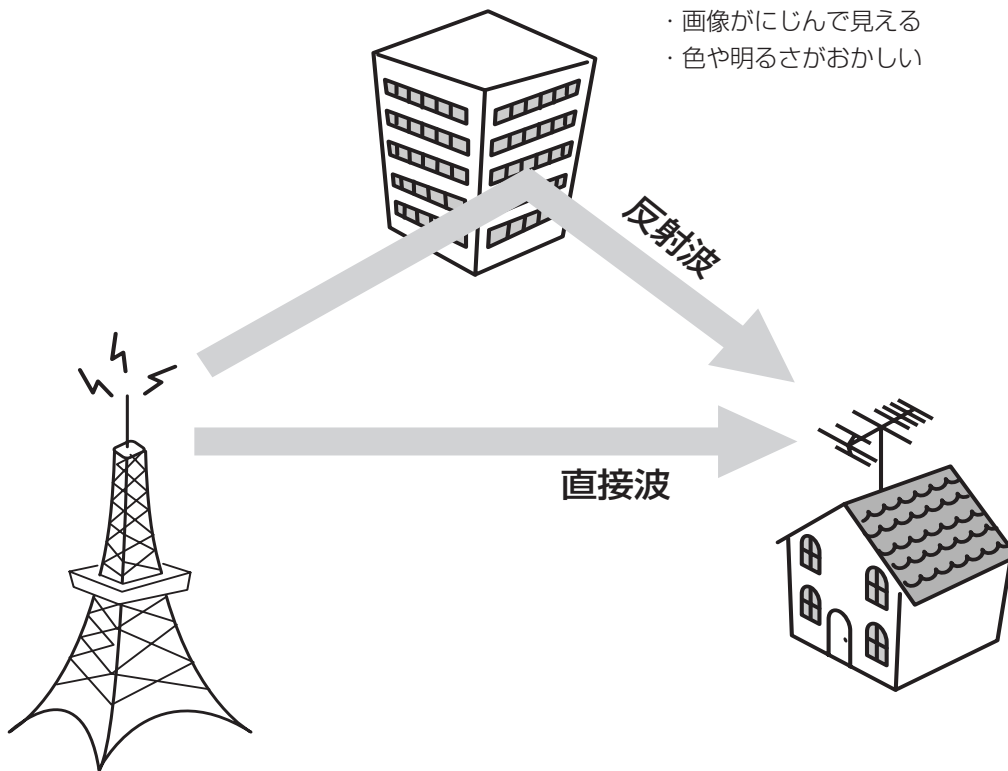 ・画像がにじんで見える
・色や明るさがおかしい
反射波
直接波